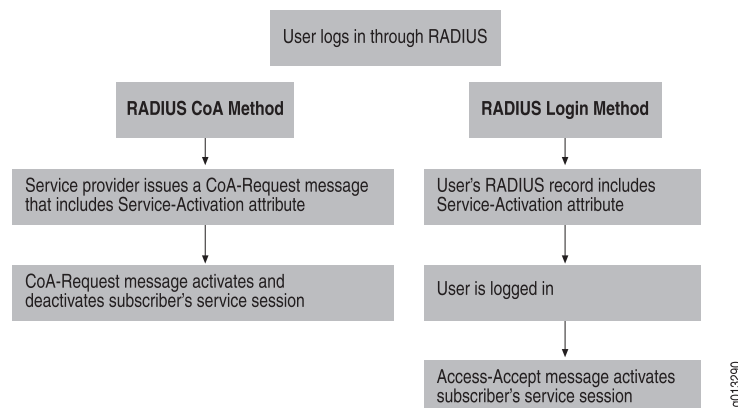 User logs in through RADIUS
RADIUS CoA Method
Service provider issues a CoA-Request message
that includes Service-Activation attribute
CoA-Request message activates and
deactivates subscriber's service session
RADIUS Login Method
User's RADIUS record includes
Service-Activation attribute
User is logged in
Access-Accept message activates
subscriber's service session
g013290